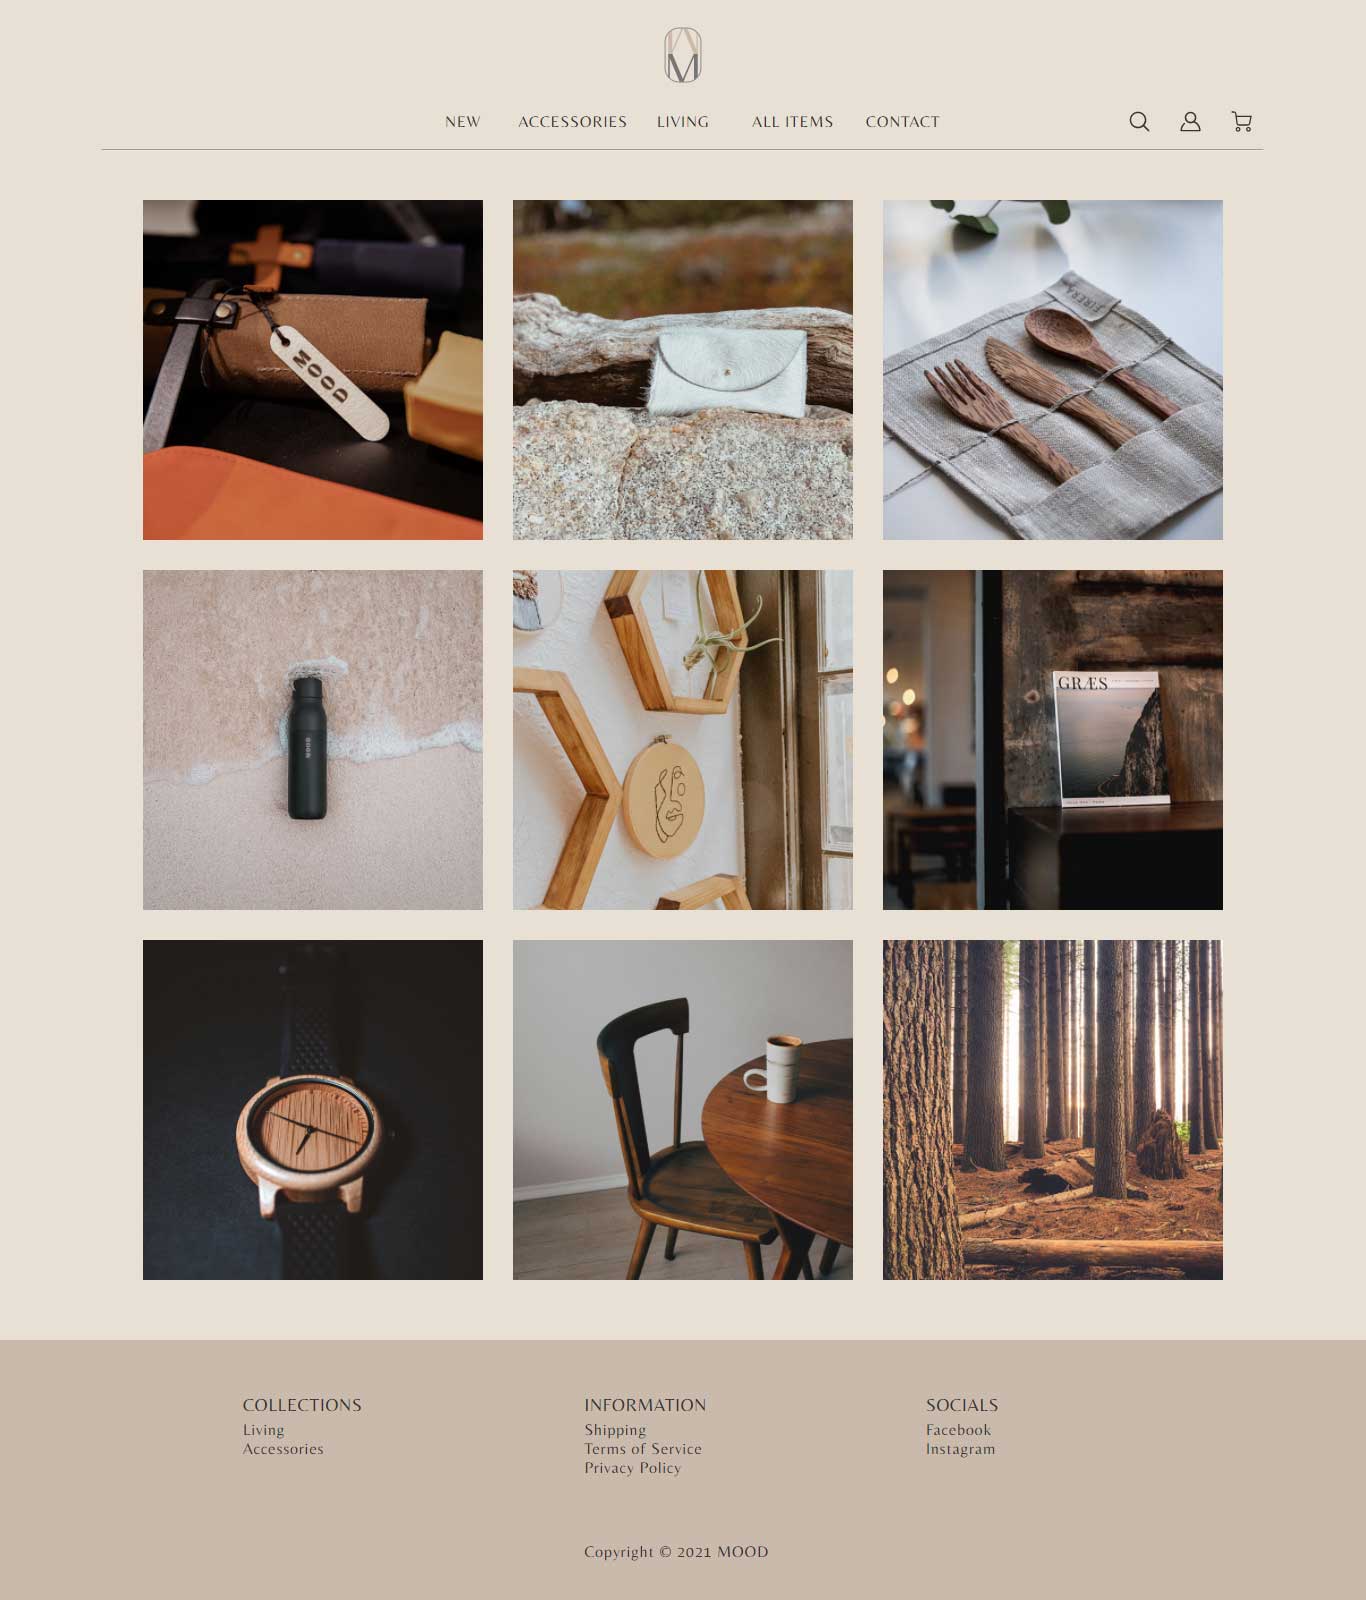 M
NEW ACCESSORIES LIVING ALL ITEMS CONTACT
MOOD
GRÆS
COLLECTIONS
Living
Accessories
INFORMATION
Shipping
Terms of Service
Privacy Policy
SOCIALS
Facebook
Instagram
Copyright © 2021 MOOD